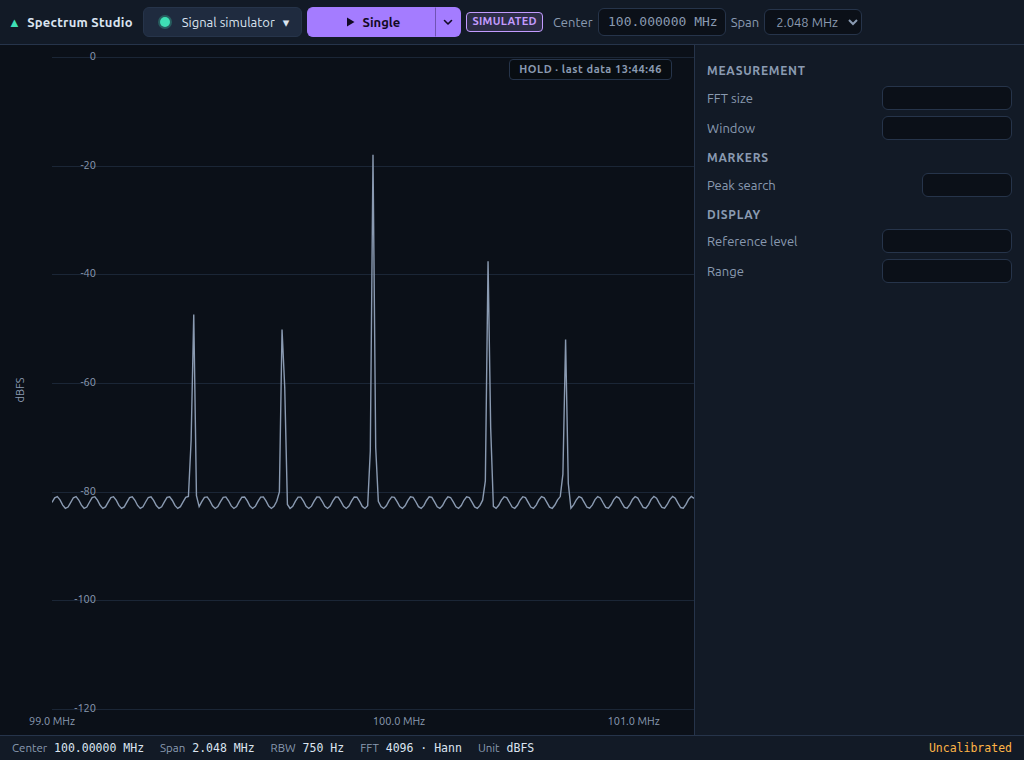 ▲ Spectrum Studio Signal simulator ▾ Single SIMULATED Center 100.000000 MHz Span 2.048 MHz
HOLD · last data 13:44:46
0
-20
-40
-60
-80
-100
-120
dBFS
99.0 MHz 100.0 MHz 101.0 MHz
MEASUREMENT
FFT size
Window
MARKERS
Peak search
DISPLAY
Reference level
Range
Center 100.00000 MHz Span 2.048 MHz RBW 750 Hz FFT 4096 · Hann Unit dBFS Uncalibrated